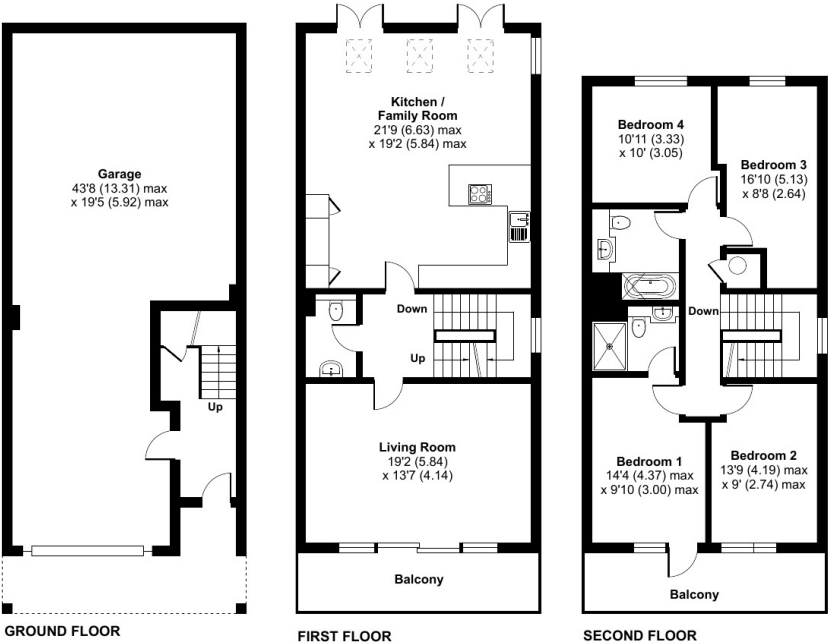 Garage
43'8 (13.31) max
x 19'5 (5.92) max
Up
GROUND FLOOR
Kitchen /
Family Room
21'9 (6.63) max
x 19'2 (5.84) max
Down
Up
Living Room
19'2 (5.84)
x 13'7 (4.14)
Balcony
FIRST FLOOR
Bedroom 4
10'11 (3.33)
x 10' (3.05)
Bedroom 3
16'10 (5.13)
x 8'8 (2.64)
Down
Bedroom 1
14'4 (4.37) max
x 9'10 (3.00) max
Bedroom 2
13'9 (4.19) max
x 9' (2.74) max
Balcony
SECOND FLOOR